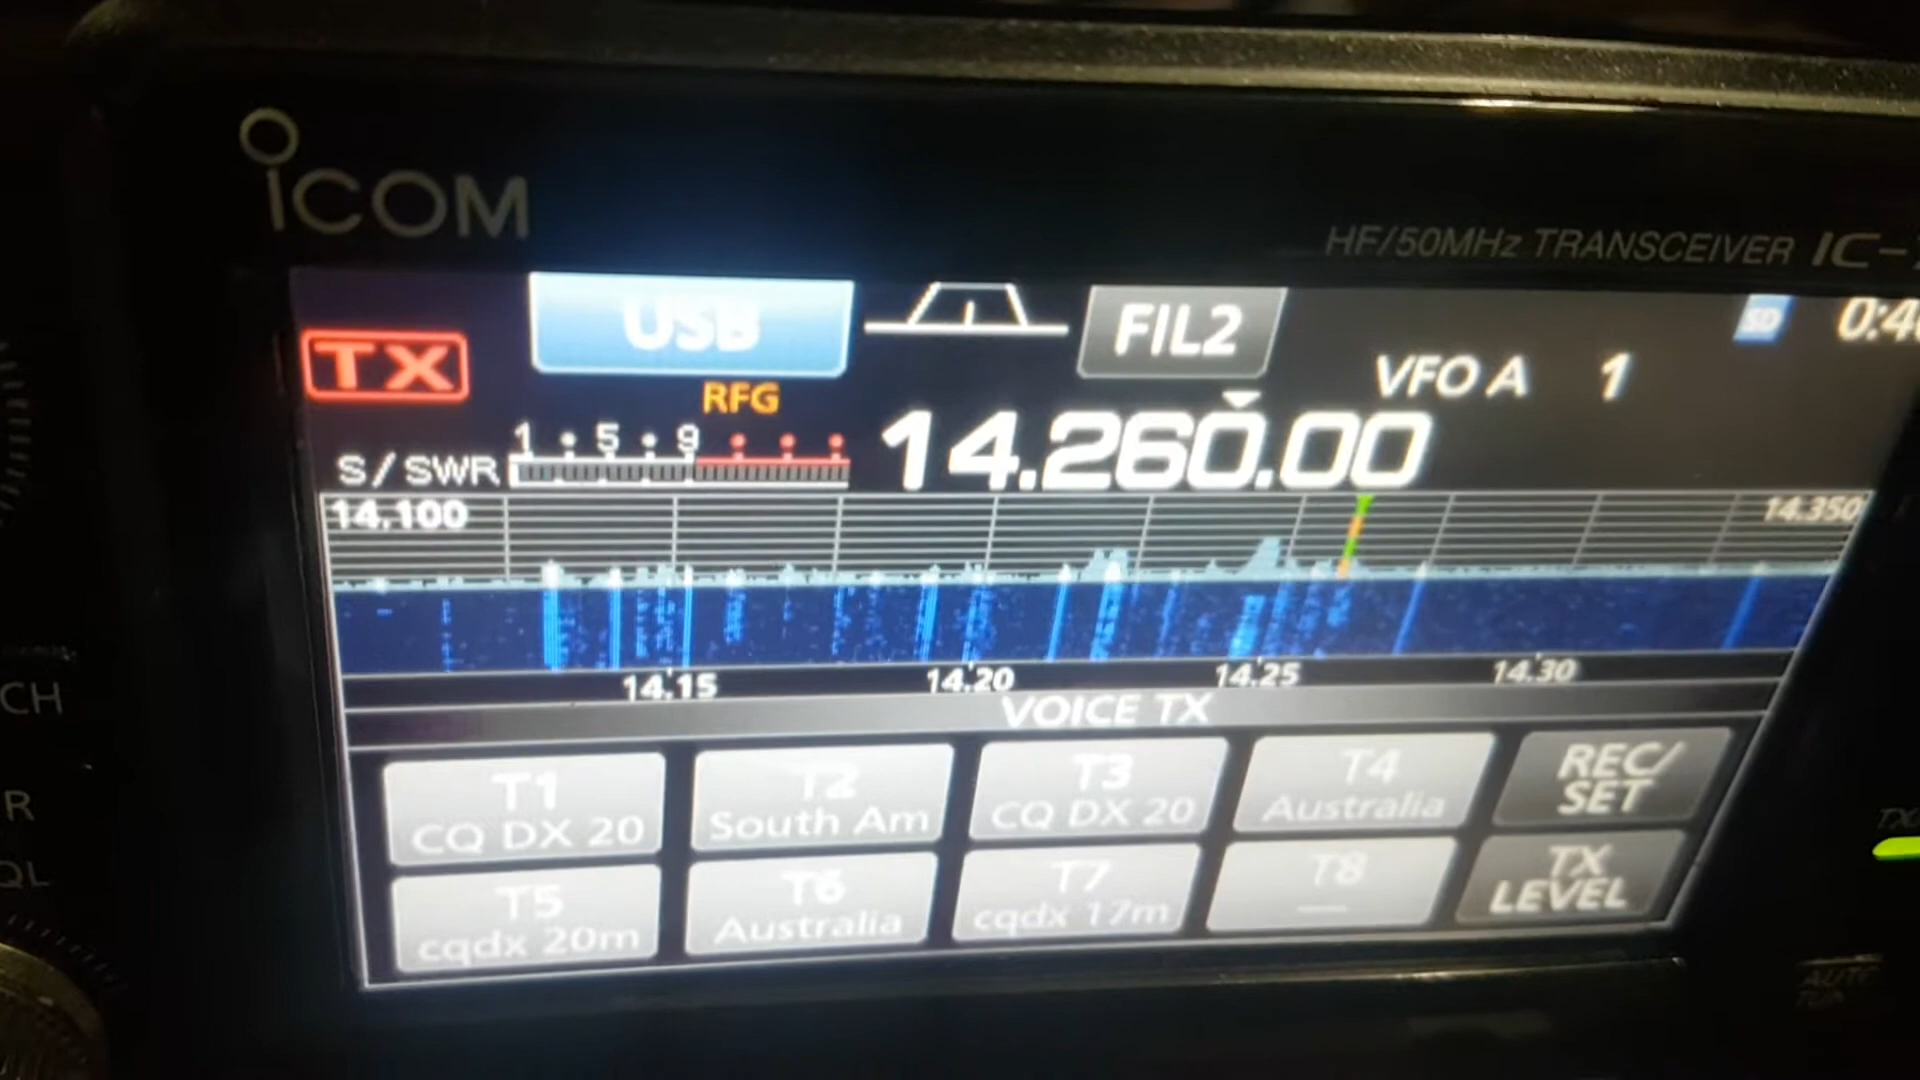 iCOM
HF/50MHz TRANSCEIVER IC-
USB
FIL2
SD
0:4
TX
RFG
VFO A 1
1 5 9
S/SWR
14.260.00
14.100
14.350
14.15 14.20 14.25 14.30
VOICE TX
T1
CQ DX 20
T2
South Am
T3
CQ DX 20
T4
Australia
REC/
SET
T5
cqdx 20m
T6
Australia
T7
cqdx 17m
T8
TX
LEVEL
CH
R
QL